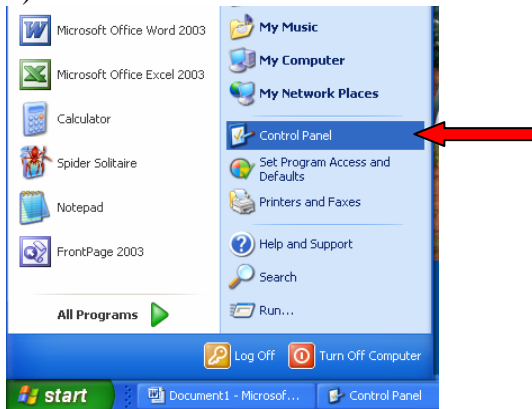 Microsoft Office Word 2003
Microsoft Office Excel 2003
Calculator
Spider Solitaire
Notepad
FrontPage 2003
All Programs
My Music
My Computer
My Network Places
Control Panel
Set Program Access and
Defaults
Printers and Faxes
Help and Support
Search
Run...
Log Off
Turn Off Computer
start
Document1 - Microsof...
Control Panel